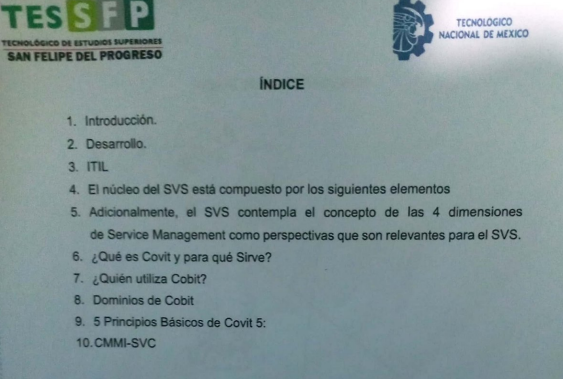 TESSFP
TECNOLÓGICO DE ESTUDIOS SUPERIORES
SAN FELIPE DEL PROGRESO
TECNOLÓGICO
NACIONAL DE MÉXICO
ÍNDICE
1. Introducción.
2. Desarrollo.
3. ITIL
4. El núcleo del SVS está compuesto por los siguientes elementos
5. Adicionalmente, el SVS contempla el concepto de las 4 dimensiones
de Service Management como perspectivas que son relevantes para el SVS.
6. ¿Qué es Covit y para qué Sirve?
7. ¿Quién utiliza Cobit?
8. Dominios de Cobit
9. 5 Principios Básicos de Covit 5:
10. CMMI-SVC